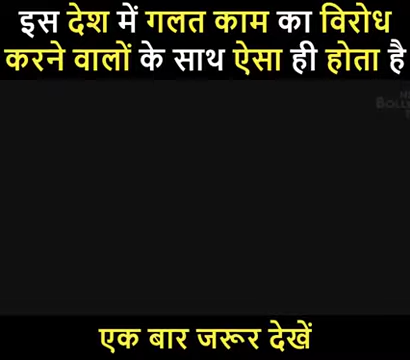 इस देश में गलत काम का विरोध
करने वालों के साथ ऐसा ही होता है
एक बार जरूर देखें